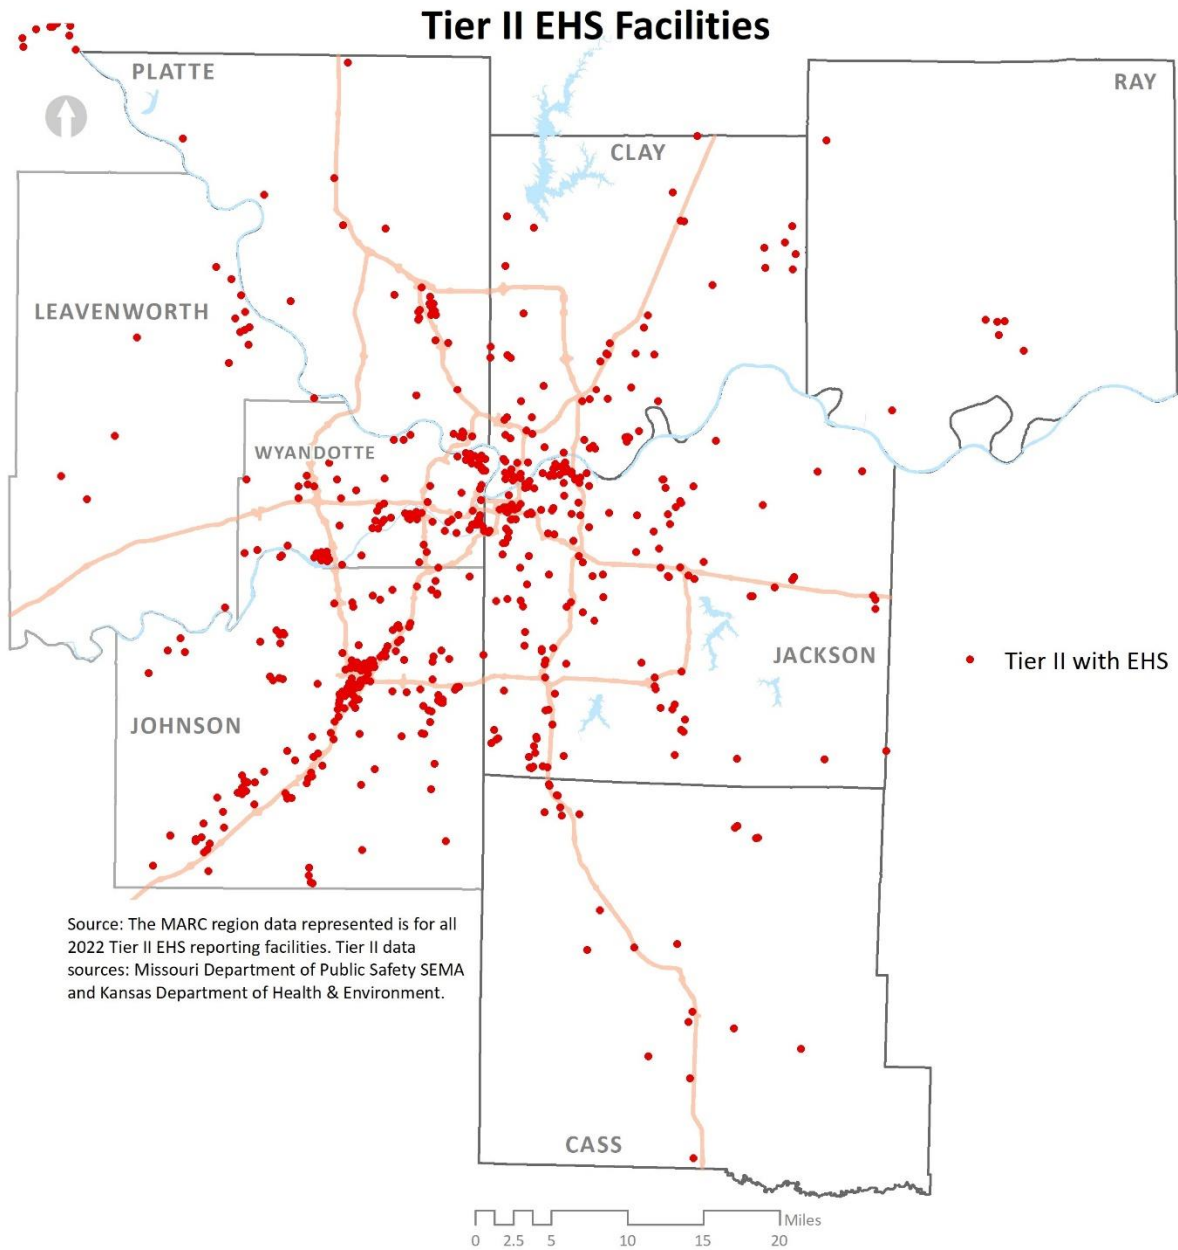 Tier II EHS Facilities
PLATTE
RAY
CLAY
LEAVENWORTH
WYANDOTTE
JACKSON
Tier II with EHS
JOHNSON
Source: The MARC region data represented is for all
2022 Tier II EHS reporting facilities. Tier II data
sources: Missouri Department of Public Safety SEMA
and Kansas Department of Health & Environment.
CASS
Miles
0 2.5 5 10 15 20